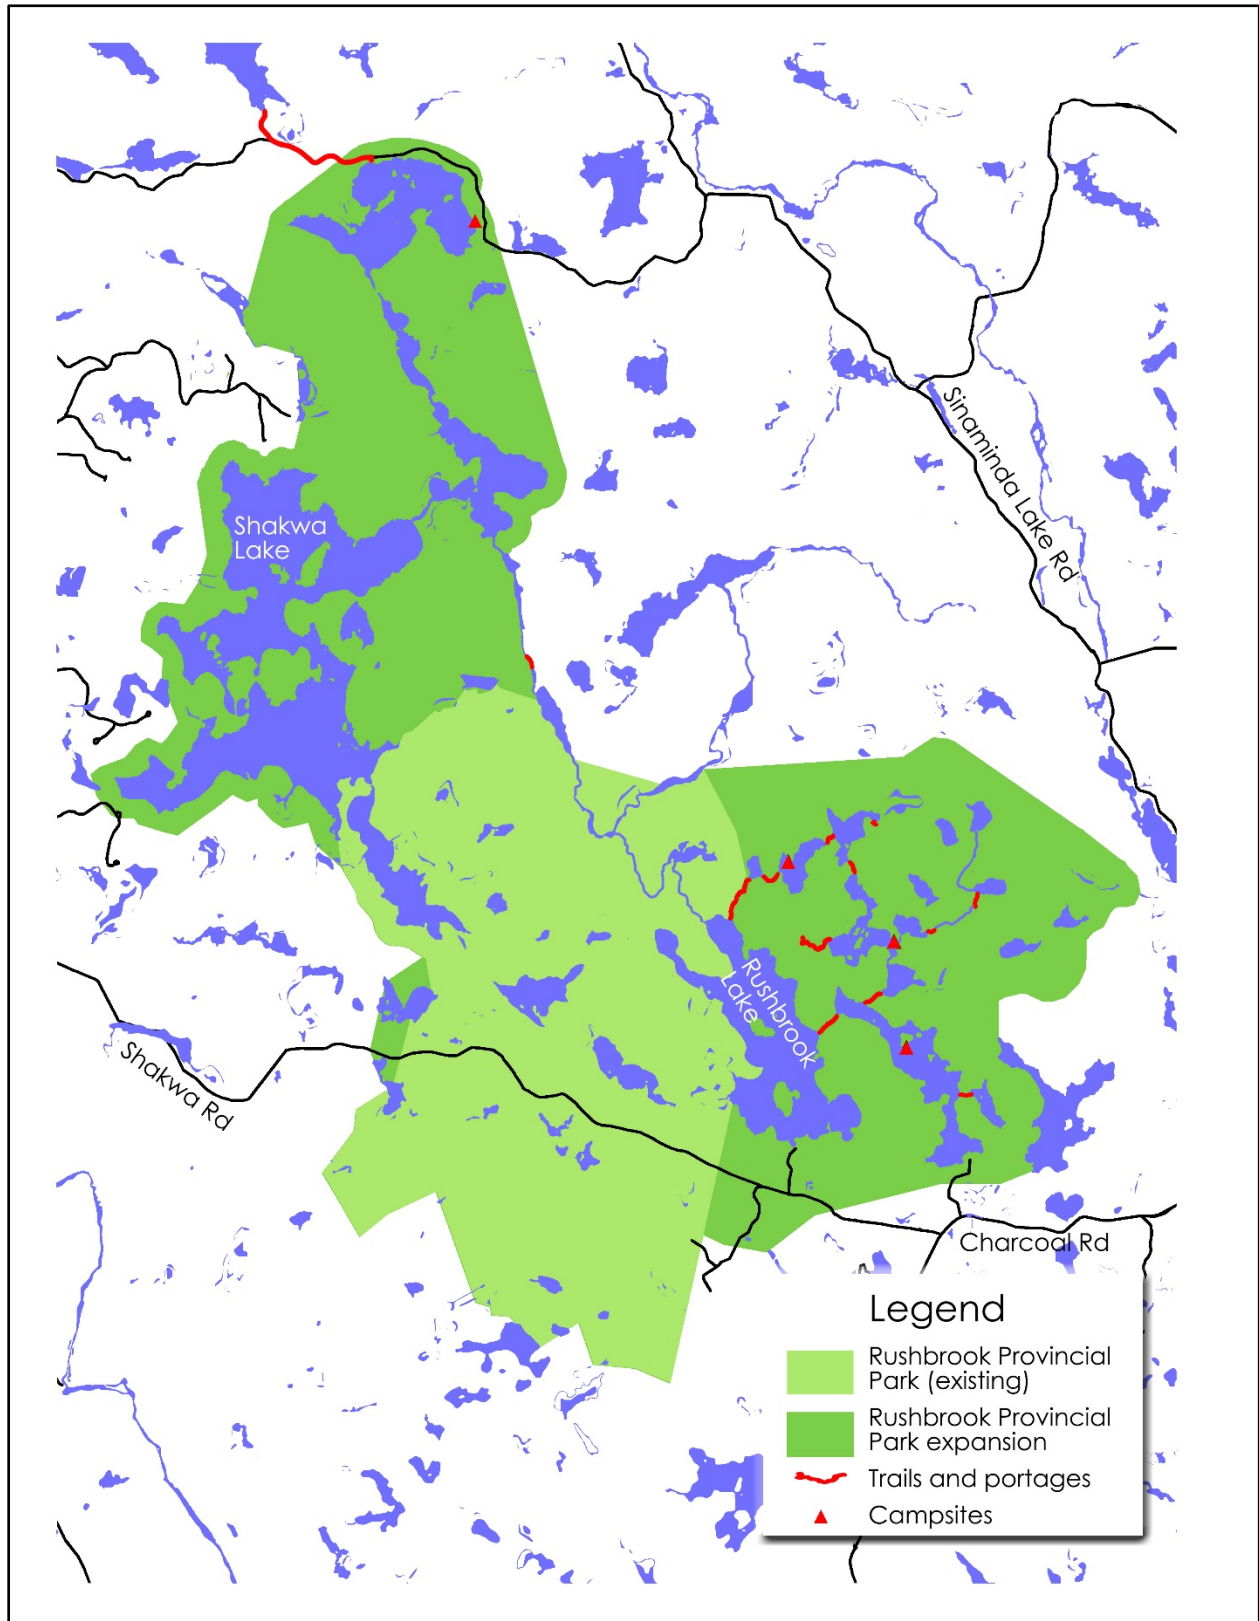 Sinaminda Lake Rd
Shakwa
Lake
Rushbrook
Lake
Shakwa Rd
Charcoal Rd
Legend
Rushbrook Provincial
Park (existing)
Rushbrook Provincial
Park expansion
Trails and portages
Campsites